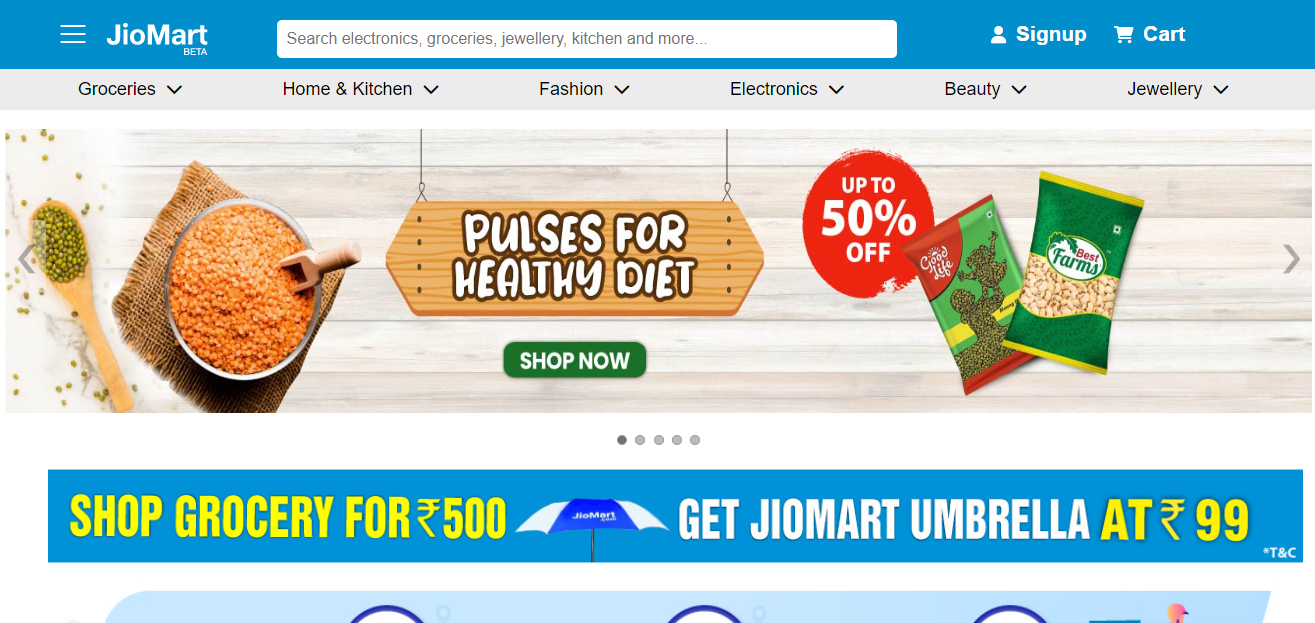 JioMart
BETA
Search electronics, groceries, jewellery, kitchen and more...
Signup
Cart
Groceries
Home & Kitchen
Fashion
Electronics
Beauty
Jewellery
PULSES FOR
HEALTHY DIET
SHOP NOW
UP TO
50%
OFF
Good
Life
Best
Farms
SHOP GROCERY FOR ₹500
JioMart
.com
GET JIOMART UMBRELLA AT ₹ 99
*T&C